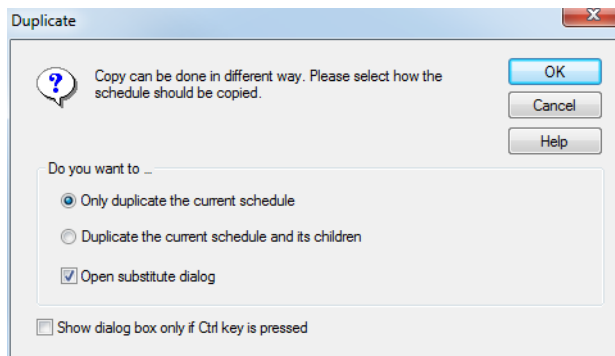 Duplicate
Copy can be done in different way. Please select how the
schedule should be copied.
OK
Cancel
Help
Do you want to ...
Only duplicate the current schedule
Duplicate the current schedule and its children
Open substitute dialog
Show dialog box only if Ctrl key is pressed